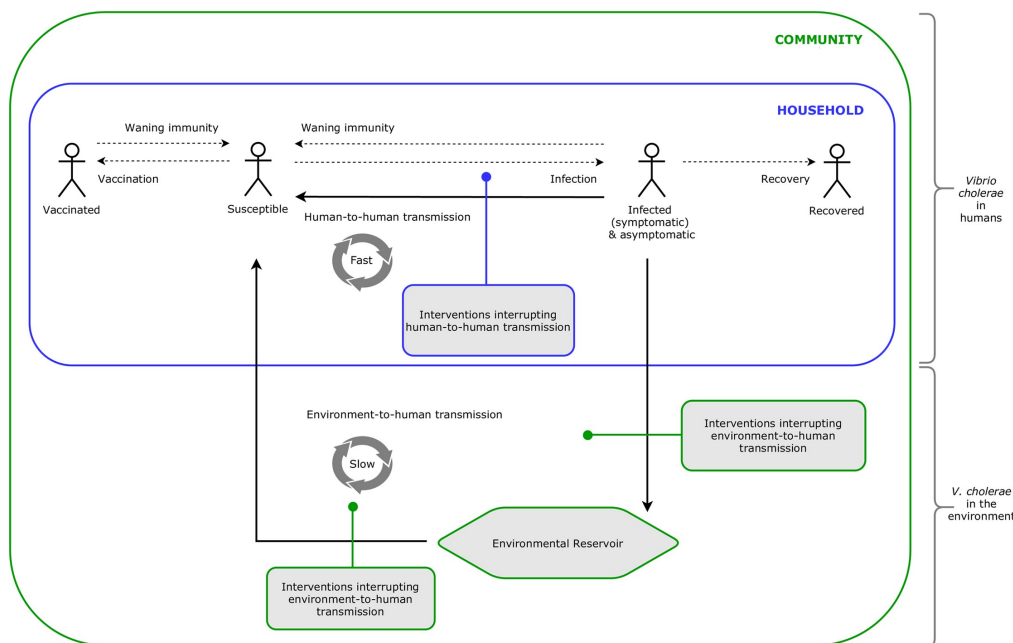 COMMUNITY
HOUSEHOLD
Waning immunity
Waning immunity
Vaccination
Infection
Recovery
Vaccinated
Susceptible
Infected
(symptomatic)
& asymptomatic
Recovered
Human-to-human transmission
Fast
Interventions interrupting
human-to-human transmission
Vibrio
cholerae
in
humans
Environment-to-human transmission
Slow
Interventions interrupting
environment-to-human
transmission
Environmental Reservoir
Interventions interrupting
environment-to-human
transmission
V. cholerae
in the
environment